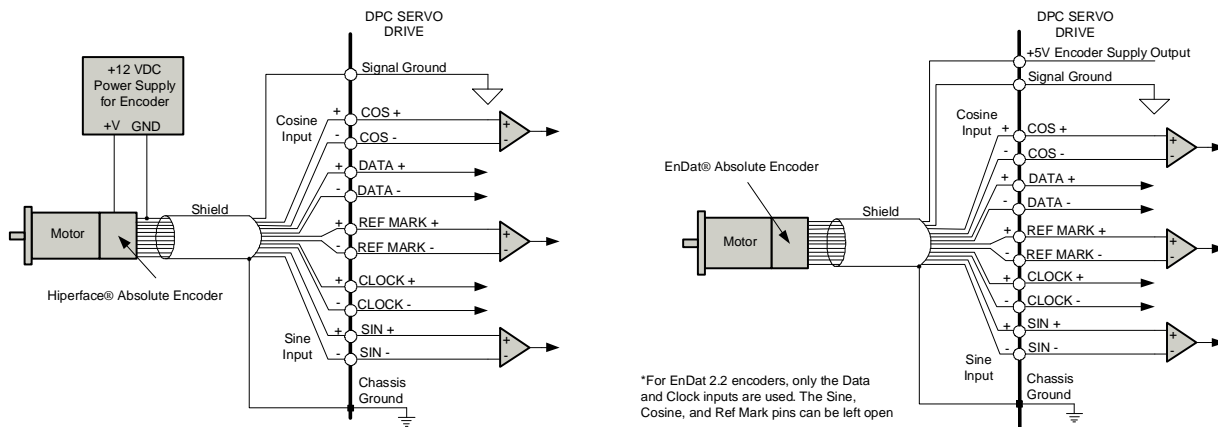 DPC SERVO
DRIVE
+12 VDC
Power Supply
for Encoder
+V GND
Signal Ground
Cosine
Input
+ COS +
- COS -
+ DATA +
- DATA -
Shield
+ REF MARK +
- REF MARK -
Motor
+ CLOCK +
- CLOCK -
Hiperface® Absolute Encoder
+ SIN +
- SIN -
Sine
Input
Chassis
Ground
+
-
+
-
+
-
DPC SERVO
DRIVE
+5V Encoder Supply Output
Signal Ground
Cosine
Input
+ COS +
- COS -
EnDat® Absolute Encoder
+ DATA +
- DATA -
Shield
+ REF MARK +
- REF MARK -
Motor
+ CLOCK +
- CLOCK -
+ SIN +
- SIN -
Sine
Input
Chassis
Ground
+
-
+
-
+
-
*For EnDat 2.2 encoders, only the Data
and Clock inputs are used. The Sine,
Cosine, and Ref Mark pins can be left open